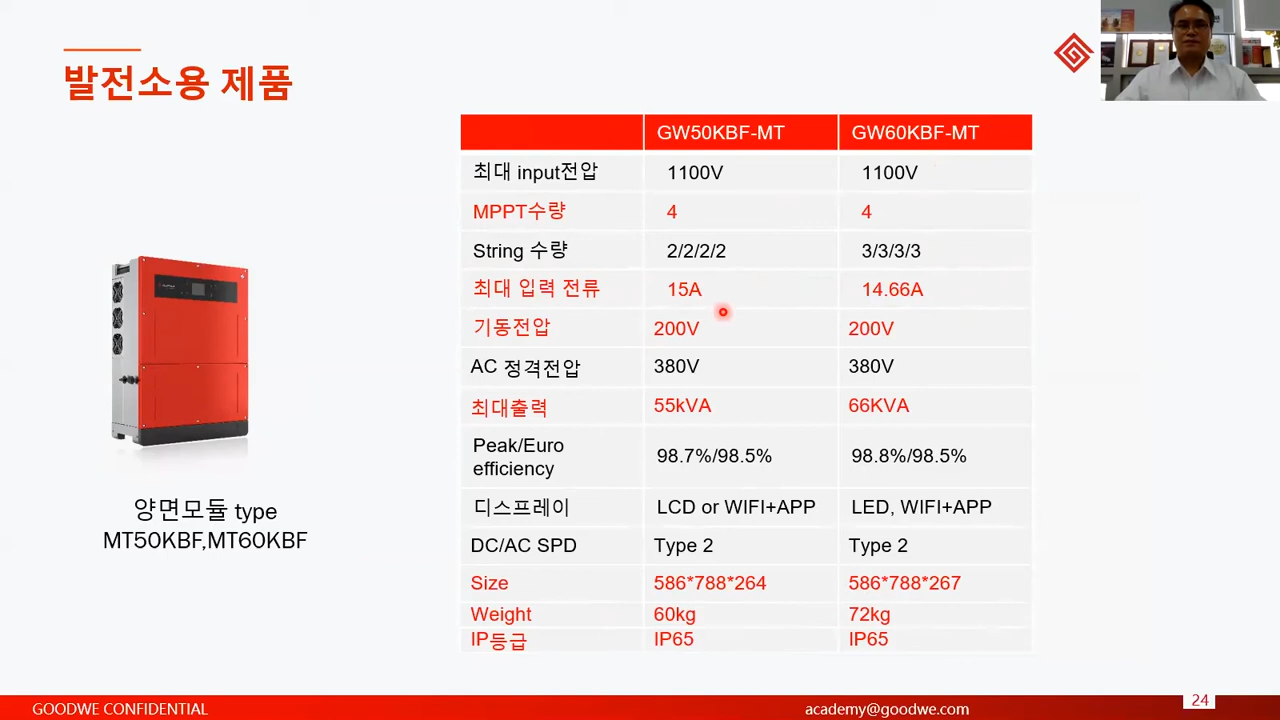 발전소용 제품
GW50KBF-MT GW60KBF-MT
최대 input전압 1100V 1100V
MPPT수량 4 4
String 수량 2/2/2/2 3/3/3/3
최대 입력 전류 15A 14.66A
기동전압 200V 200V
AC 정격전압 380V 380V
최대출력 55kVA 66KVA
Peak/Euro
efficiency 98.7%/98.5% 98.8%/98.5%
디스프레이 LCD or WIFI+APP LED, WIFI+APP
DC/AC SPD Type 2 Type 2
Size 586*788*264 586*788*267
Weight 60kg 72kg
IP등급 IP65 IP65
양면모듈 type
MT50KBF,MT60KBF
GOODWE CONFIDENTIAL academy@goodwe.com 24